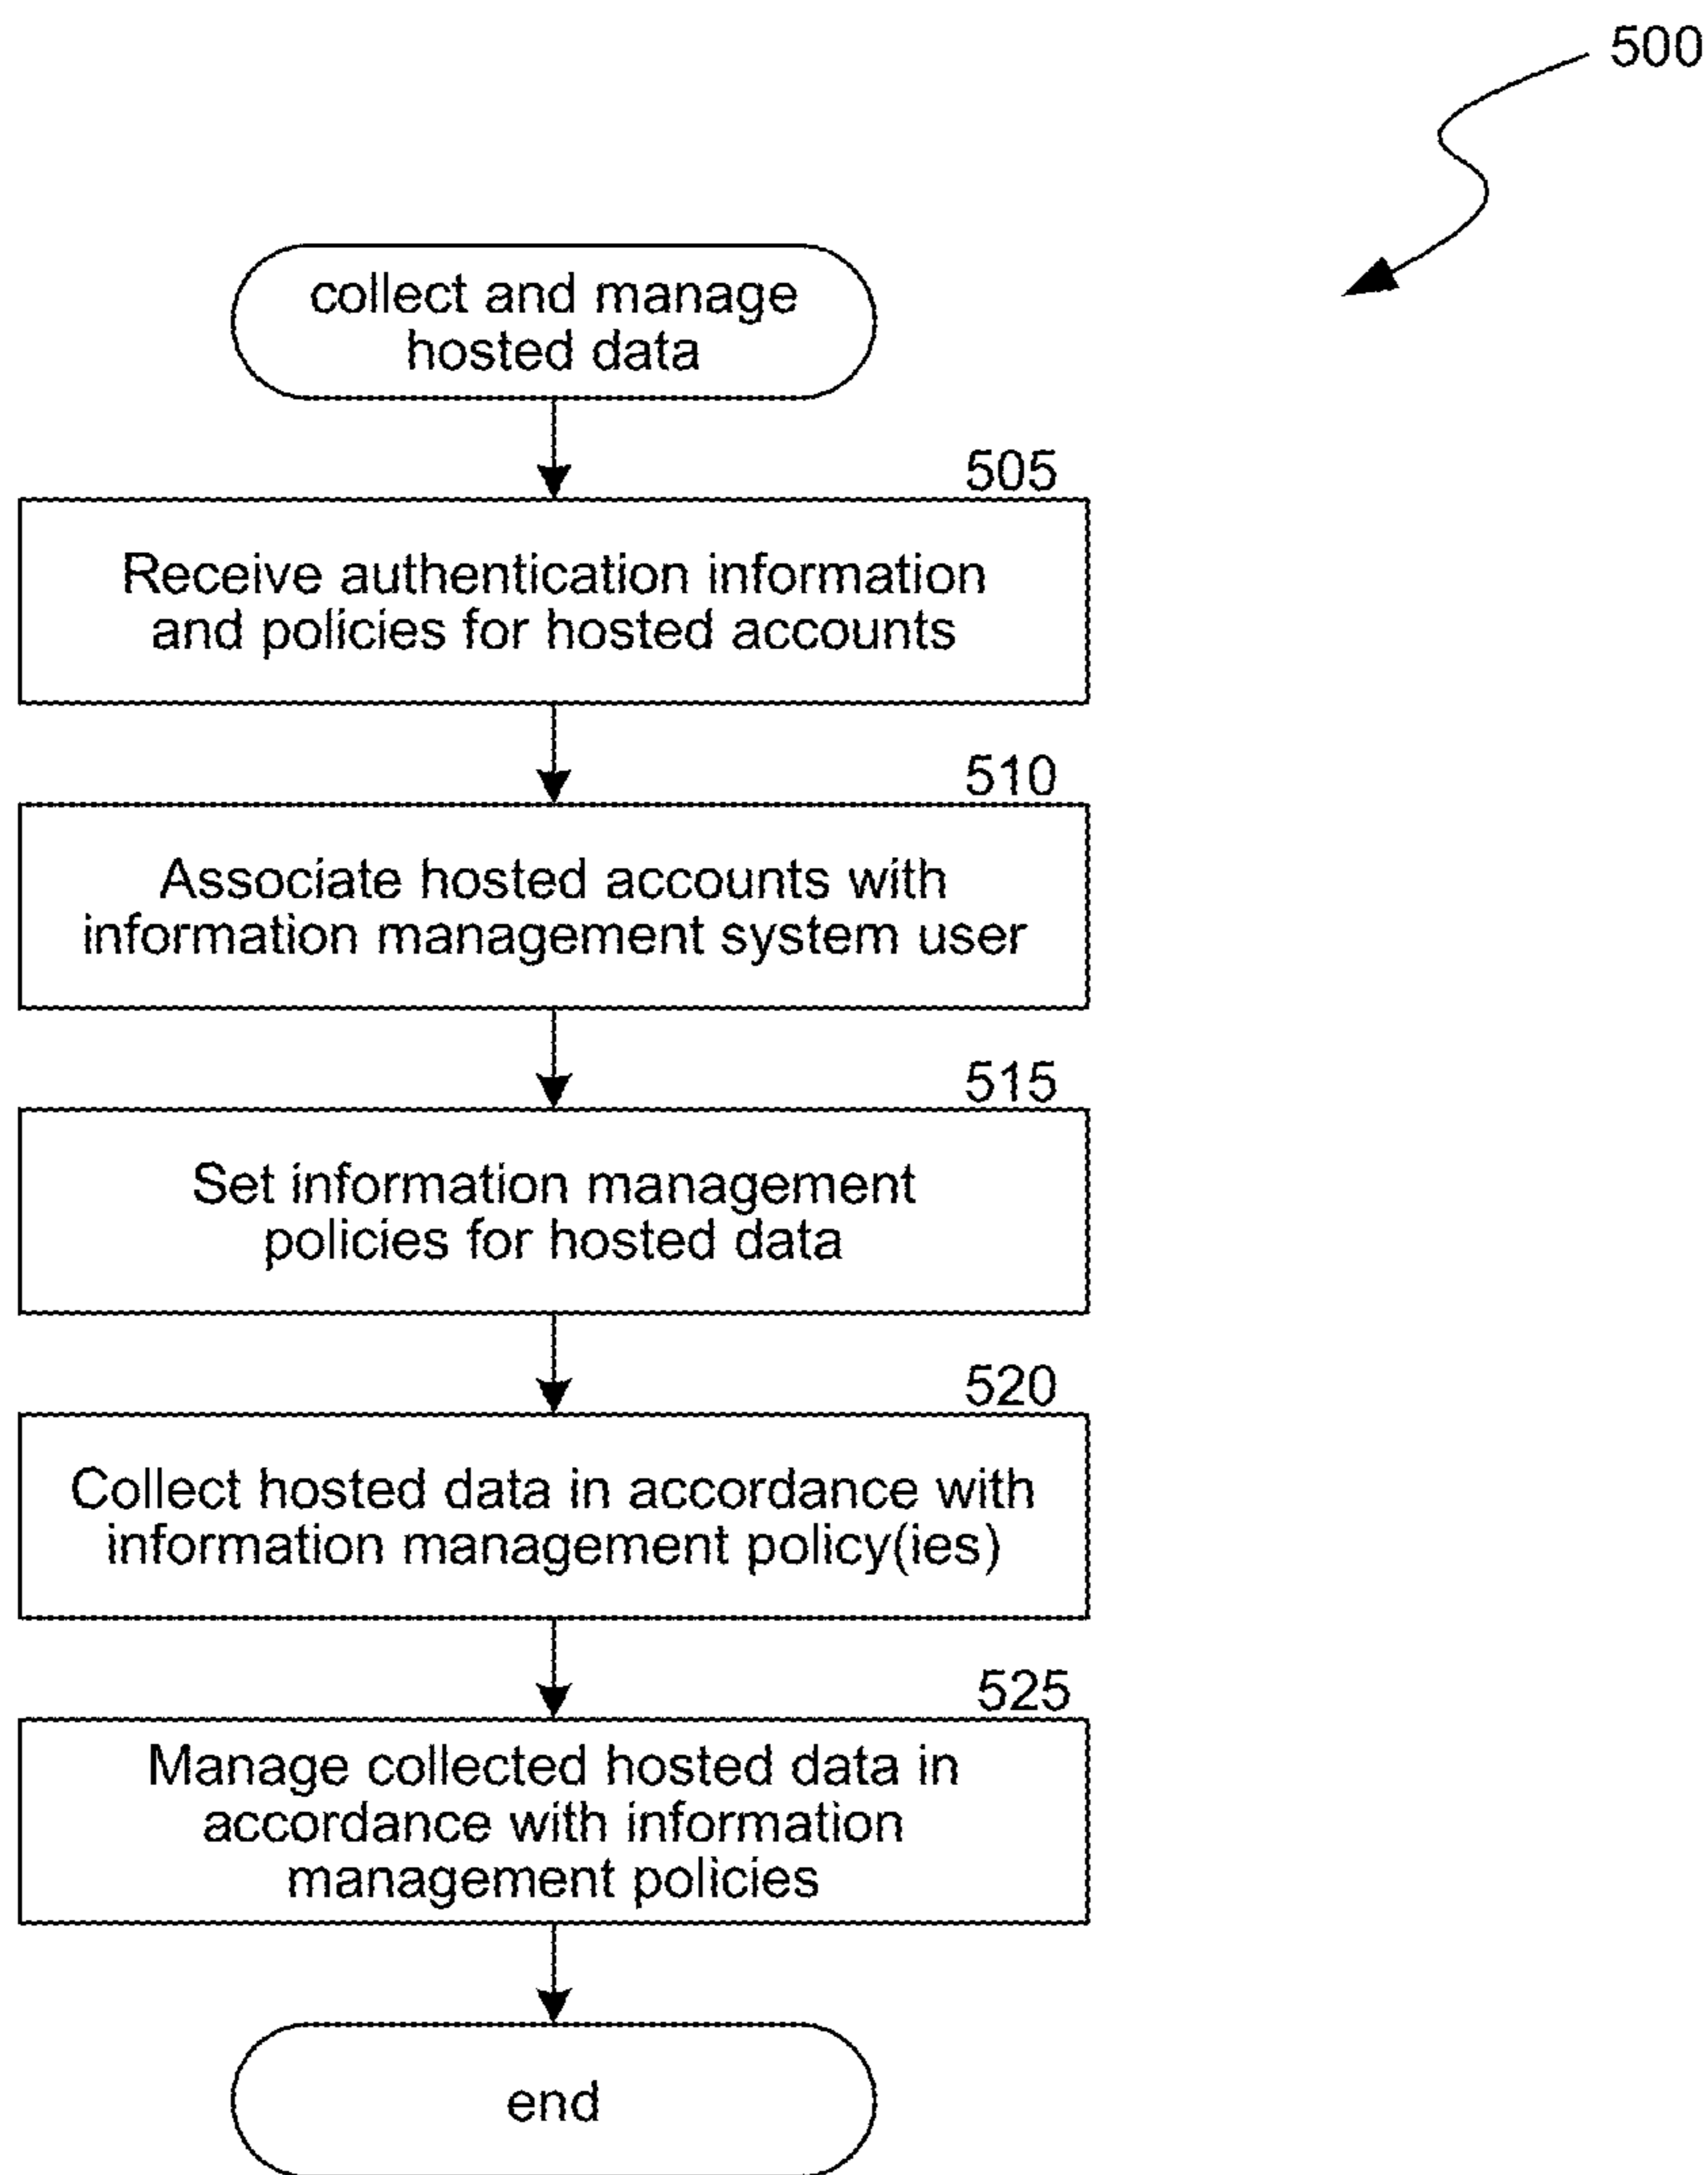 500
collect and manage
hosted data
505
Receive authentication information
and policies for hosted accounts
510
Associate hosted accounts with
information management system user
515
Set information management
policies for hosted data
520
Collect hosted data in accordance with
information management policy(ies)
525
Manage collected hosted data in
accordance with information
management policies
end